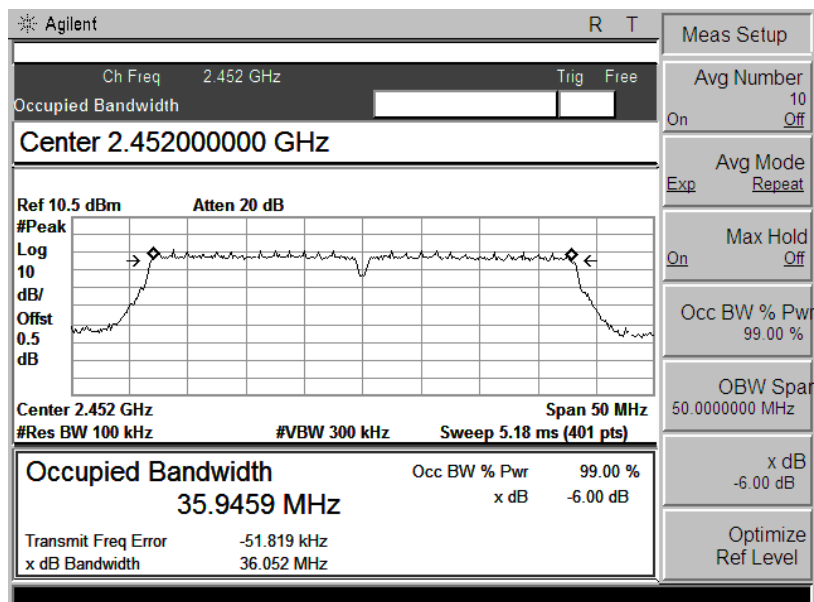 Agilent R T
Ch Freq 2.452 GHz Trig Free
Occupied Bandwidth
Center 2.452000000 GHz
Ref 10.5 dBm Atten 20 dB
#Peak
Log
10
dB/
Offst
0.5
dB
Center 2.452 GHz Span 50 MHz
#Res BW 100 kHz #VBW 300 kHz Sweep 5.18 ms (401 pts)
Occupied Bandwidth Occ BW % Pwr 99.00 %
35.9459 MHz x dB -6.00 dB
Transmit Freq Error -51.819 kHz
x dB Bandwidth 36.052 MHz
Meas Setup
Avg Number
10
On Off
Avg Mode
Exp Repeat
Max Hold
On Off
Occ BW % Pwr
99.00 %
OBW Spar
50.0000000 MHz
x dB
-6.00 dB
Optimize
Ref Level